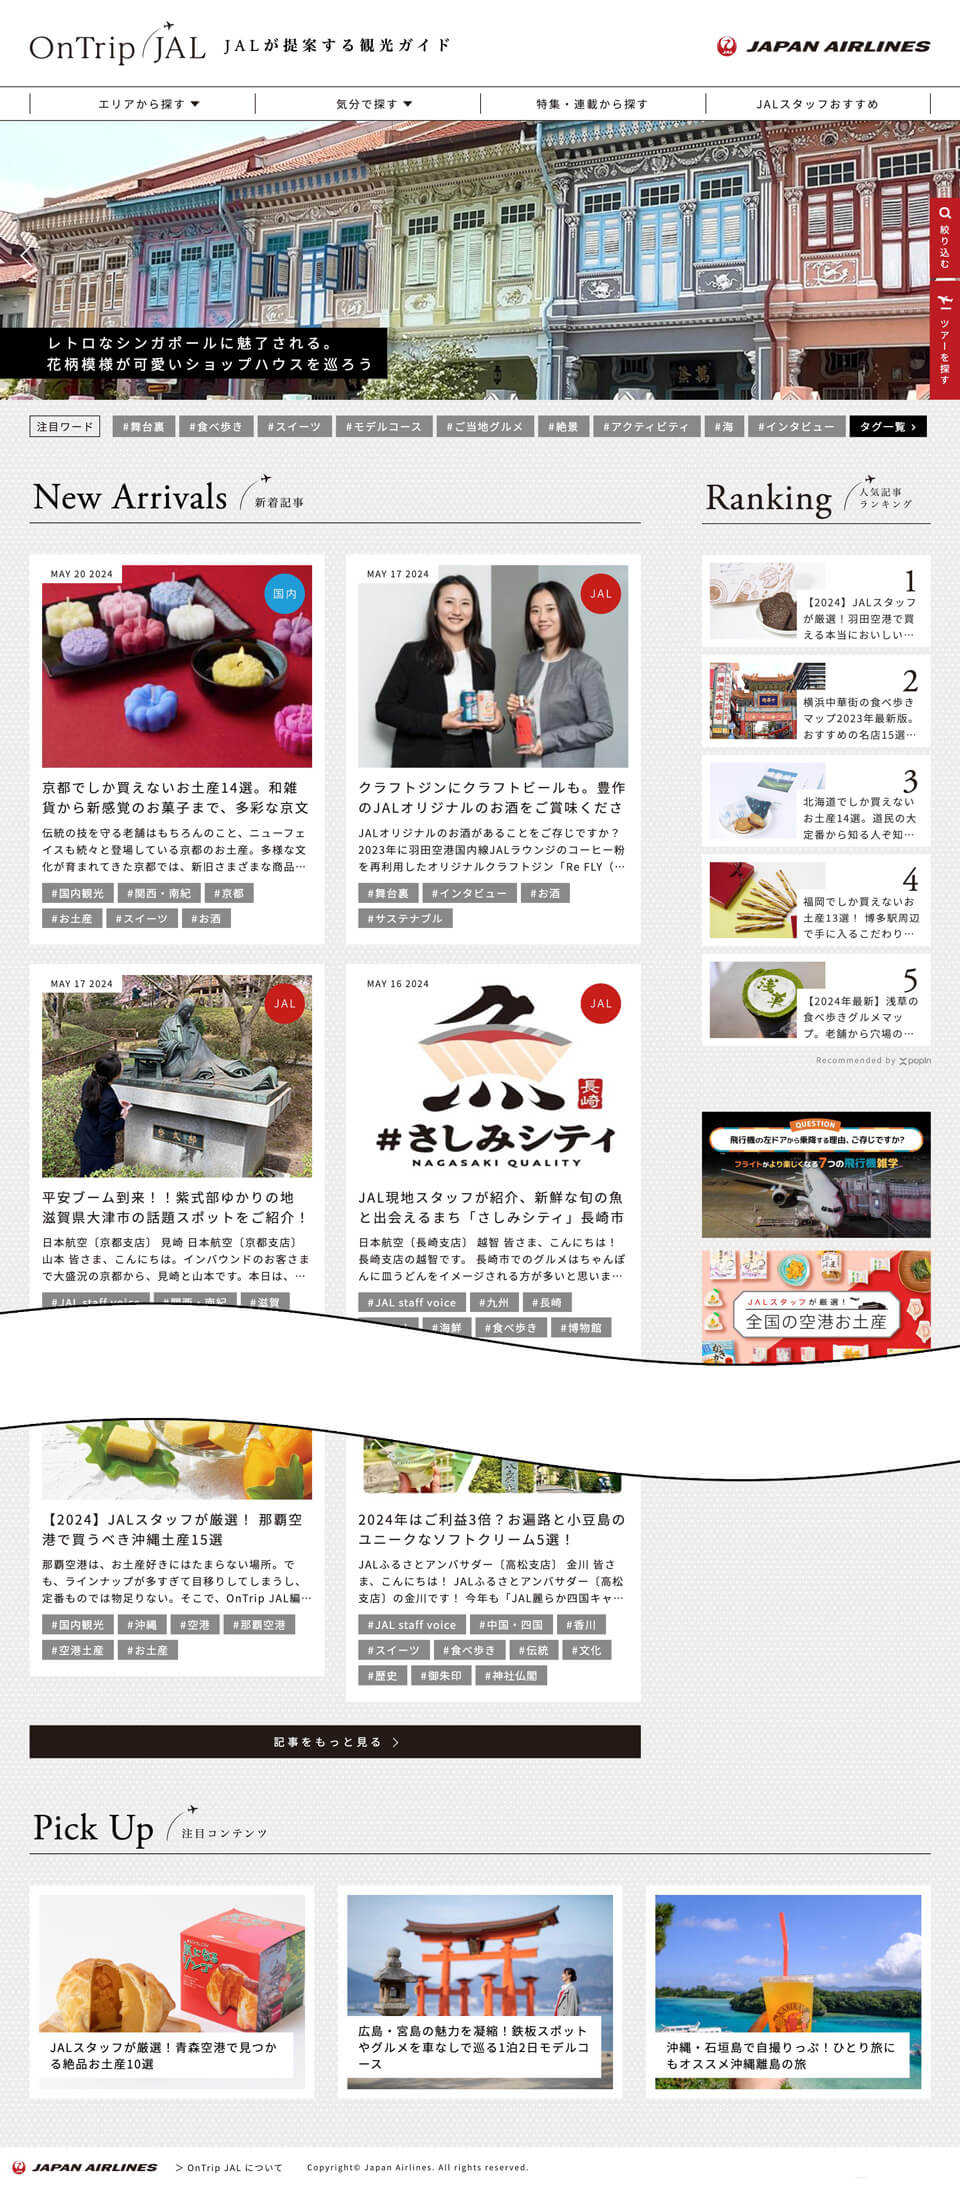 OnTrip JAL JALが提案する観光ガイド
JAPAN AIRLINES
エリアから探す
気分で探す
特集・連載から探す
JALスタッフおすすめ
絞り込む
ツアーを探す
レトロなシンガポールに魅了される。
花柄模様が可愛いショップハウスを巡ろう
注目ワード #舞台裏 #食べ歩き #スイーツ #モデルコース #ご当地グルメ #絶景 #アクティビティ #海 #インタビュー タグ一覧
New Arrivals 新着記事
MAY 20 2024
国内
京都でしか買えないお土産14選。和雑
貨から新感覚のお菓子まで、多彩な京文
伝統の技を守る老舗はもちろんのこと、ニューフェ
イスも続々と登場している京都のお土産。多様な文
化が育まれてきた京都では、新旧さまざまな商品…
#国内観光 #関西・南紀 #京都
#お土産 #スイーツ #お酒
MAY 17 2024
JAL
クラフトジンにクラフトビールも。豊作
のJALオリジナルのお酒をご賞味くださ
JALオリジナルのお酒があることをご存じですか？
2023年に羽田空港国内線JALラウンジのコーヒー粉
を再利用したオリジナルクラフトジン「Re FLY（…
#舞台裏 #インタビュー #お酒
#サステナブル
MAY 17 2024
JAL
平安ブーム到来！！紫式部ゆかりの地
滋賀県大津市の話題スポットをご紹介！
日本航空〔京都支店〕 見崎 日本航空〔京都支店〕
山本 皆さま、こんにちは。インバウンドのお客さま
で大盛況の京都から、見崎と山本です。本日は、…
#JAL staff voice #関西・南紀 #滋賀
MAY 16 2024
JAL
長崎
#さしみシティ
NAGASAKI QUALITY
JAL現地スタッフが紹介、新鮮な旬の魚
と出会えるまち「さしみシティ」長崎市
日本航空〔長崎支店〕 越智 皆さま、こんにちは！
長崎支店の越智です。 長崎市でのグルメはちゃんぽ
んに皿うどんをイメージされる方が多いと思いま…
#JAL staff voice #九州 #長崎
#海鮮 #食べ歩き #博物館
【2024】JALスタッフが厳選！ 那覇空
港で買うべき沖縄土産15選
那覇空港は、お土産好きにはたまらない場所。で
も、ラインナップが多すぎて目移りしてしまうし、
定番ものでは物足りない。そこで、OnTrip JAL編…
#国内観光 #沖縄 #空港 #那覇空港
#空港土産 #お土産
2024年はご利益3倍？お遍路と小豆島の
ユニークなソフトクリーム5選！
JALふるさとアンバサダー〔高松支店〕 金川 皆さ
ま、こんにちは！ JALふるさとアンバサダー〔高松
支店〕の金川です！ 今年も「JAL麗らか四国キャ…
#JAL staff voice #中国・四国 #香川
#スイーツ #食べ歩き #伝統 #文化
#歴史 #御朱印 #神社仏閣
記事をもっと見る
Ranking 人気記事
ランキング
1
【2024】JALスタッフ
が厳選！羽田空港で買
える本当においしい…
2
横浜大飯店
横浜中華街の食べ歩き
マップ2023年最新版。
おすすめの名店15選…
3
北海道でしか買えない
お土産14選。道民の大
定番から知る人ぞ知…
4
福岡でしか買えないお
土産13選！ 博多駅周辺
で手に入るこだわり…
5
浅草
【2024年最新】浅草の
食べ歩きグルメマッ
プ。老舗から穴場の…
Recommended by popIn
QUESTION
飛行機の左ドアから乗降する理由、ご存じですか？
フライトがより楽しくなる7つの飛行機雑学
JALスタッフが厳選！
全国の空港お土産
Pick Up 注目コンテンツ
気になるリンゴ
JALスタッフが厳選！青森空港で見つか
る絶品お土産10選
広島・宮島の魅力を凝縮！鉄板スポット
やグルメを車なしで巡る1泊2日モデルコ
ース
沖縄・石垣島で自撮りっぷ！ひとり旅に
もオススメ沖縄離島の旅
JAPAN AIRLINES
＞OnTrip JAL について
Copyright© Japan Airlines. All rights reserved.